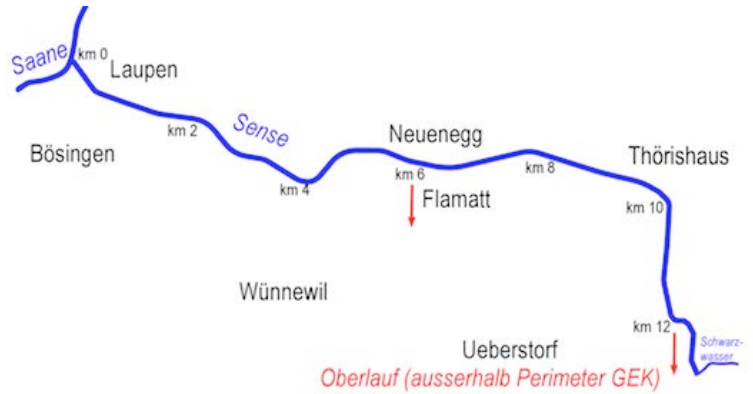 Saane
km 0
Laupen
Bösingen
km 2
Sense
km 4
Neuenegg
km 6
Flamatt
km 8
Thörishaus
km 10
Wünnewil
km 12
Ueberstorf
Schwarz-
wasser
Oberlauf (ausserhalb Perimeter GEK)